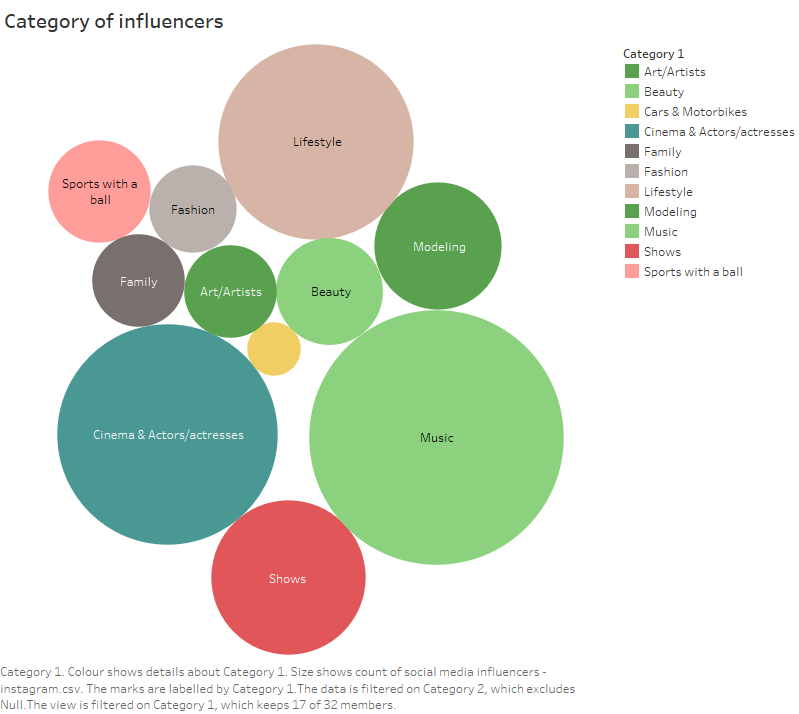 Category of influencers
Category 1
Art/Artists
Beauty
Cars & Motorbikes
Cinema & Actors/actresses
Family
Fashion
Lifestyle
Modeling
Music
Shows
Sports with a ball
Lifestyle
Sports with a
ball
Fashion
Modeling
Family
Art/Artists
Beauty
Cinema & Actors/actresses
Music
Shows
Category 1. Colour shows details about Category 1. Size shows count of social media influencers -
instagram.csv. The marks are labelled by Category 1.The data is filtered on Category 2, which excludes
Null.The view is filtered on Category 1, which keeps 17 of 32 members.